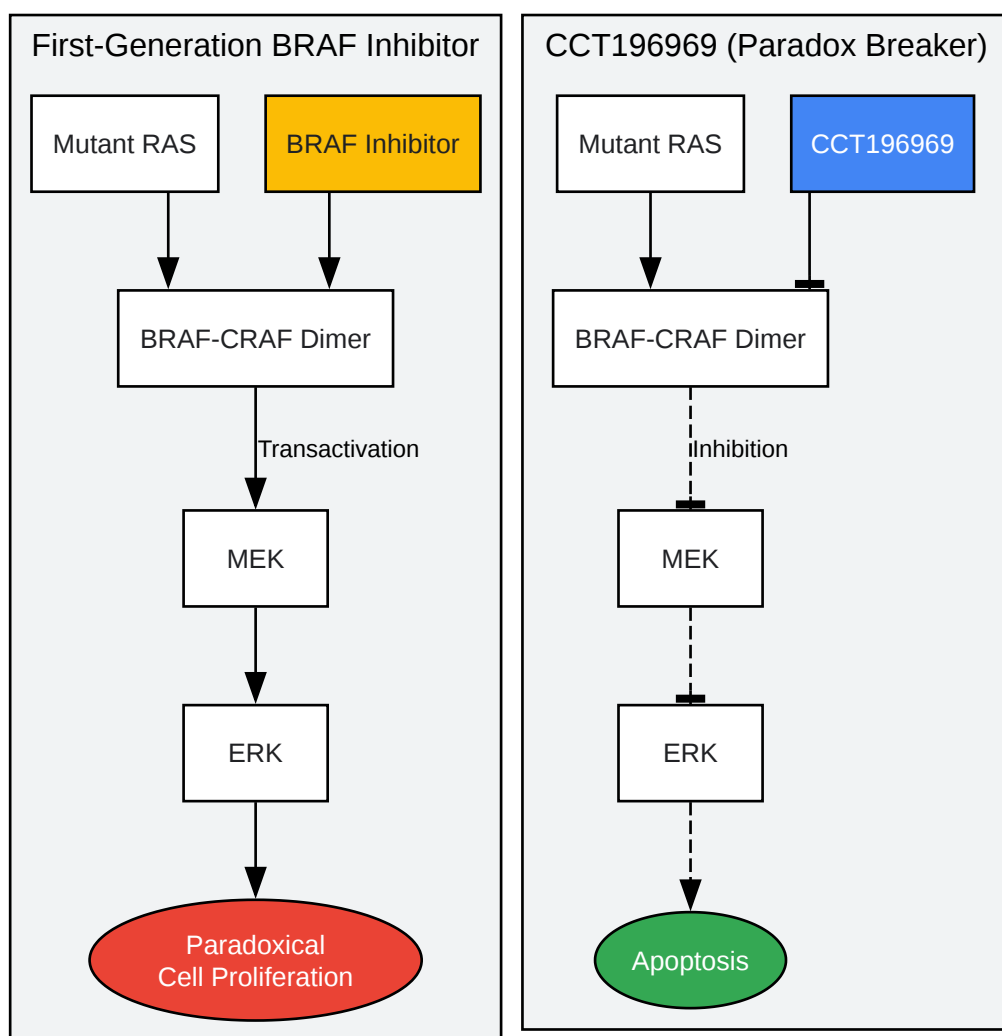 First-Generation BRAF Inhibitor
Mutant RAS
BRAF Inhibitor
BRAF-CRAF Dimer
Transactivation
MEK
ERK
Paradoxical
Cell Proliferation
CCT196969 (Paradox Breaker)
Mutant RAS
CCT196969
BRAF-CRAF Dimer
Inhibition
MEK
ERK
Apoptosis